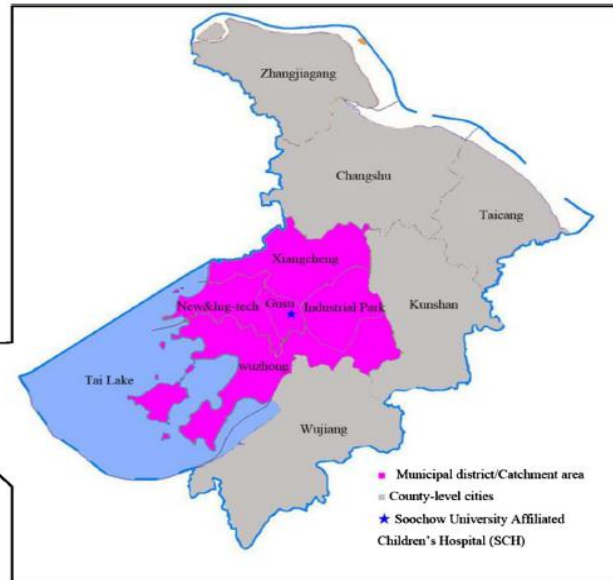 Zhangjiagang
Changshu
Taicang
Xiangcheng
New&hig-tech
Gusu
Industrial Park
Kunshan
Tai Lake
wuzhong
Wujiang
Municipal district/Catchment area
County-level cities
Soochow University Affiliated
Children's Hospital (SCH)